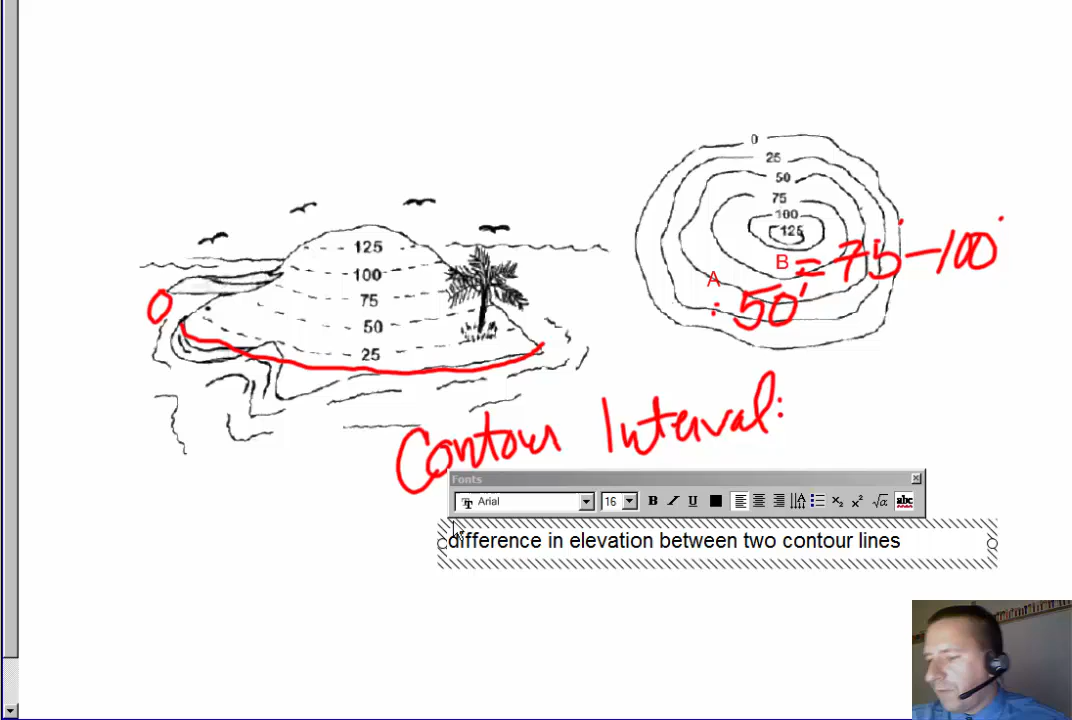 0
25
50
75
100
125
125
100
75
50
25
0
B = 75' - 100'
A : 50'
Contour Interval:
Fonts
Arial 16 B I U abc
difference in elevation between two contour lines